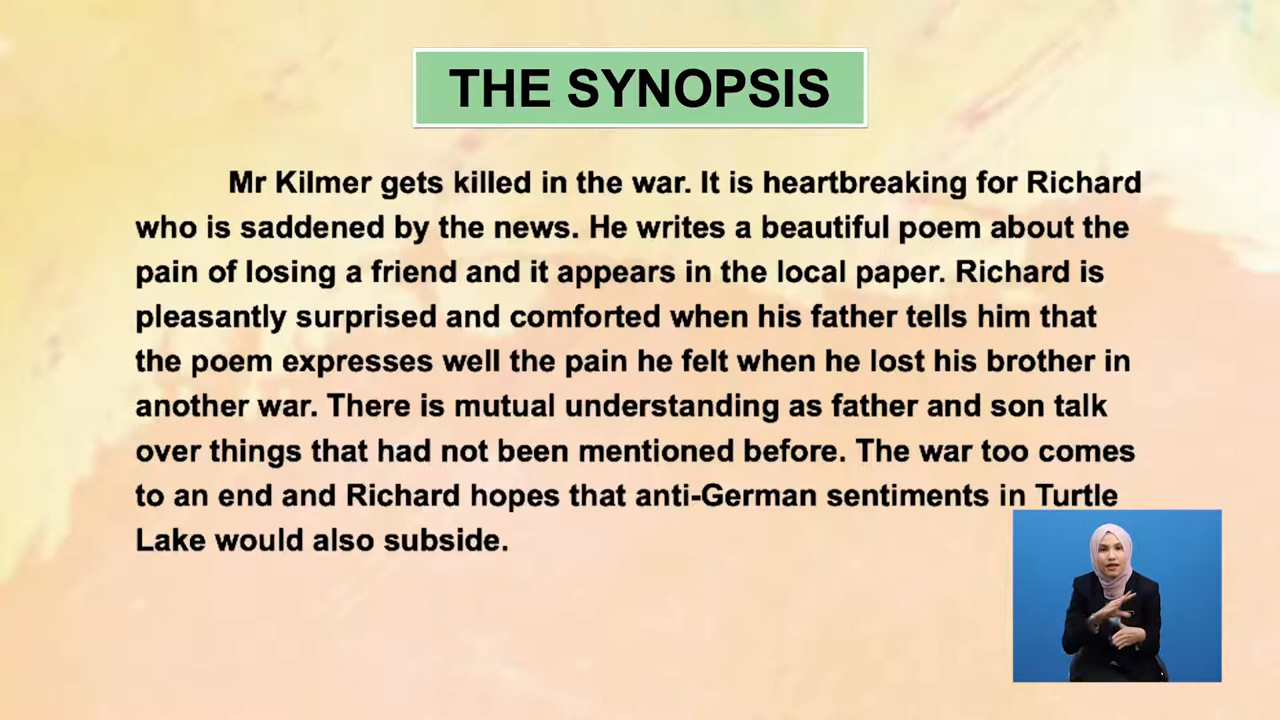 THE SYNOPSIS
Mr Kilmer gets killed in the war. It is heartbreaking for Richard
who is saddened by the news. He writes a beautiful poem about the
pain of losing a friend and it appears in the local paper. Richard is
pleasantly surprised and comforted when his father tells him that
the poem expresses well the pain he felt when he lost his brother in
another war. There is mutual understanding as father and son talk
over things that had not been mentioned before. The war too comes
to an end and Richard hopes that anti-German sentiments in Turtle
Lake would also subside.